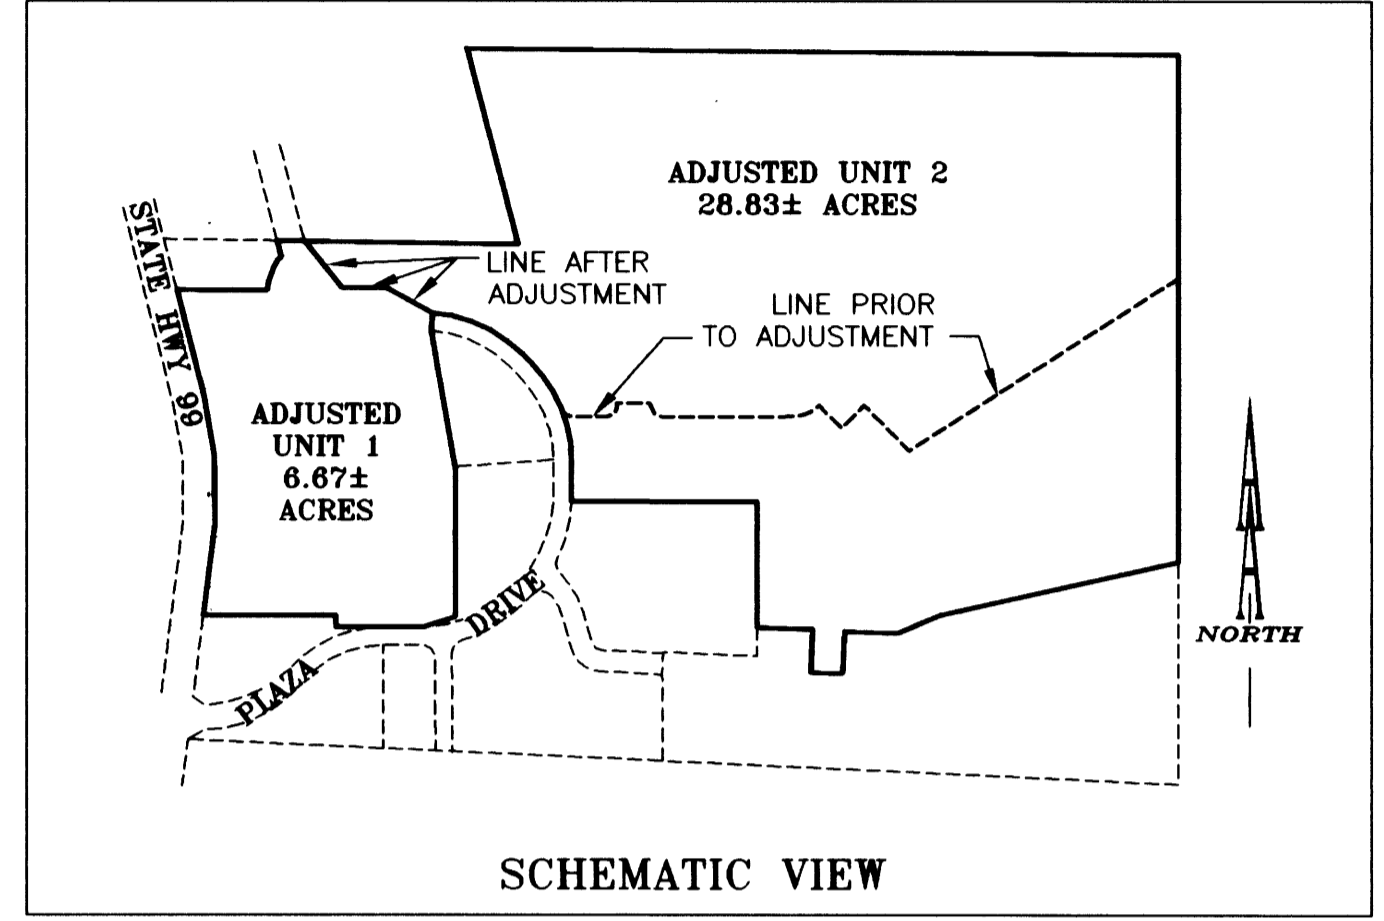 ADJUSTED UNIT 2
28.83± ACRES
STATE HWY 66
LINE AFTER
ADJUSTMENT
LINE PRIOR
TO ADJUSTMENT
ADJUSTED
UNIT 1
6.67±
ACRES
PLAZA DRIVE
NORTH
SCHEMATIC VIEW